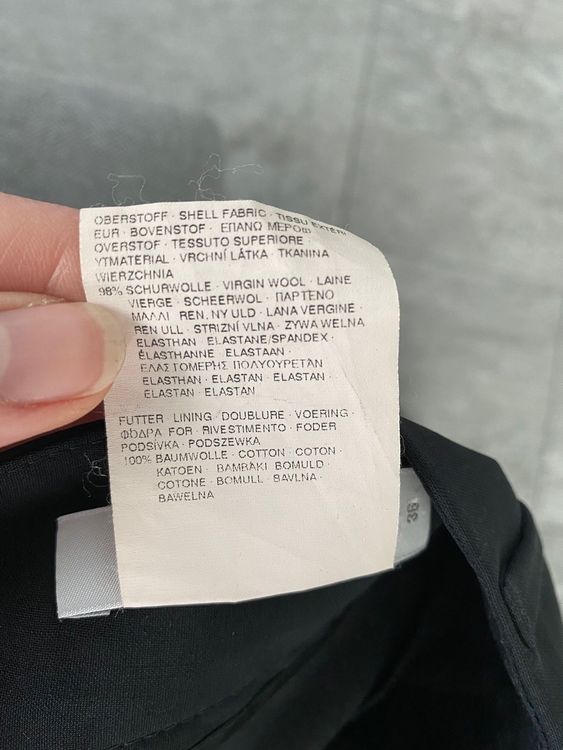 OBERSTOFF · SHELL FABRIC · TISSU EXTERI
EUR · BOVENSTOF · ΕΠΑΝΩ ΜΕΡΟΣ
OVERSTOF · TESSUTO SUPERIORE ·
YTMATERIAL · VRCHNÍ LÁTKA · TKANINA
WIERZCHNIA
98% SCHURWOLLE · VIRGIN WOOL · LAINE
VIERGE · SCHEERWOL · ΠΑΡΤΕΝΟ
ΜΑΛΛΙ REN. NY ULD · LANA VERGINE ·
REN ULL · STRIZNÍ VLNA · ZYWA WELNA
ELASTHAN ELASTANE/SPANDEX ·
ÉLASTHANNE ELASTAAN ·
ΕΛΑΣΤΟΜΕΡΗΣ ΠΟΛΥΟΥΡΕΤΑΝ
ELASTHAN · ELASTAN · ELASTAN ·
ELASTAN ELASTAN
FUTTER LINING / DOUBLURE · VOERING ·
ΦΟΔΡΑ FOR · RIVESTIMENTO · FODER
PODSÍVKA · PODSZEWKA
100% BAUMWOLLE · COTTON · COTON ·
KATOEN · ΒΑΜΒΑΚΙ BOMULD ·
COTONE · BOMULL · BAVLNA ·
BAWELNA
36